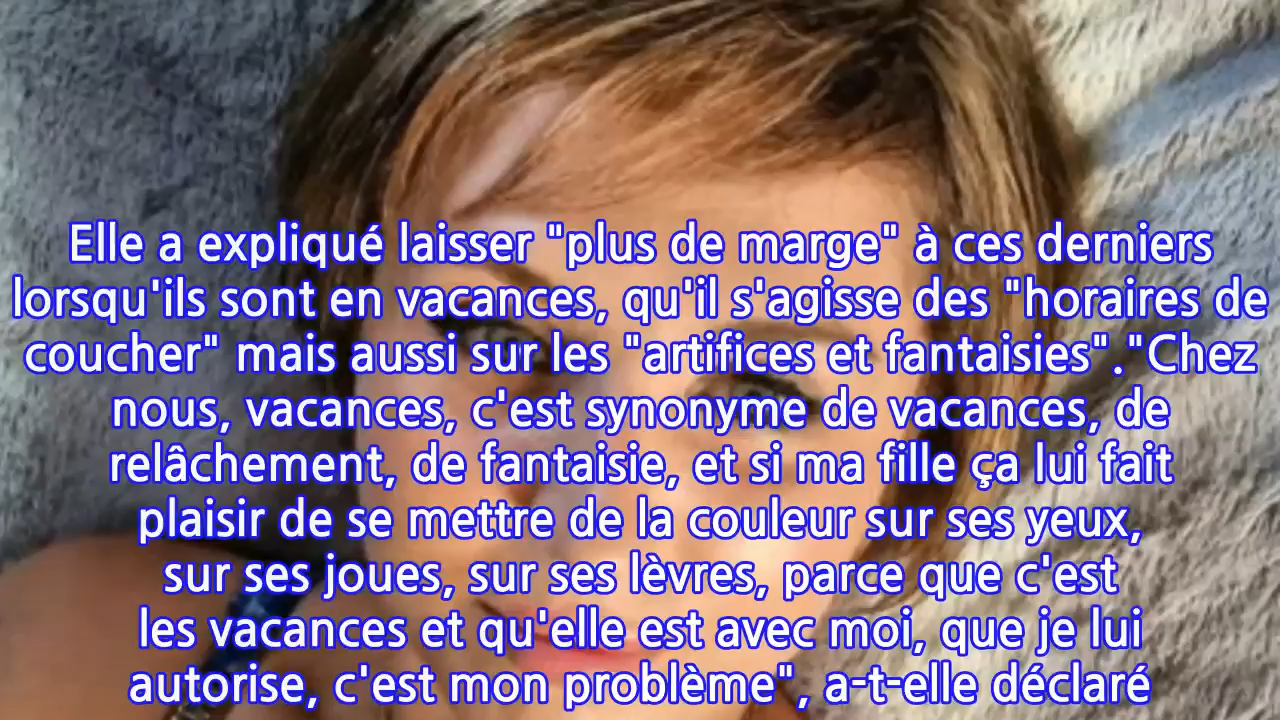 Elle a expliqué laisser "plus de marge" à ces derniers
lorsqu'ils sont en vacances, qu'il s'agisse des "horaires de
coucher" mais aussi sur les "artifices et fantaisies". "Chez
nous, vacances, c'est synonyme de vacances, de
relâchement, de fantaisie, et si ma fille ça lui fait
plaisir de se mettre de la couleur sur ses yeux,
sur ses joues, sur ses lèvres, parce que c'est
les vacances et qu'elle est avec moi, que je lui
autorise, c'est mon problème", a-t-elle déclaré